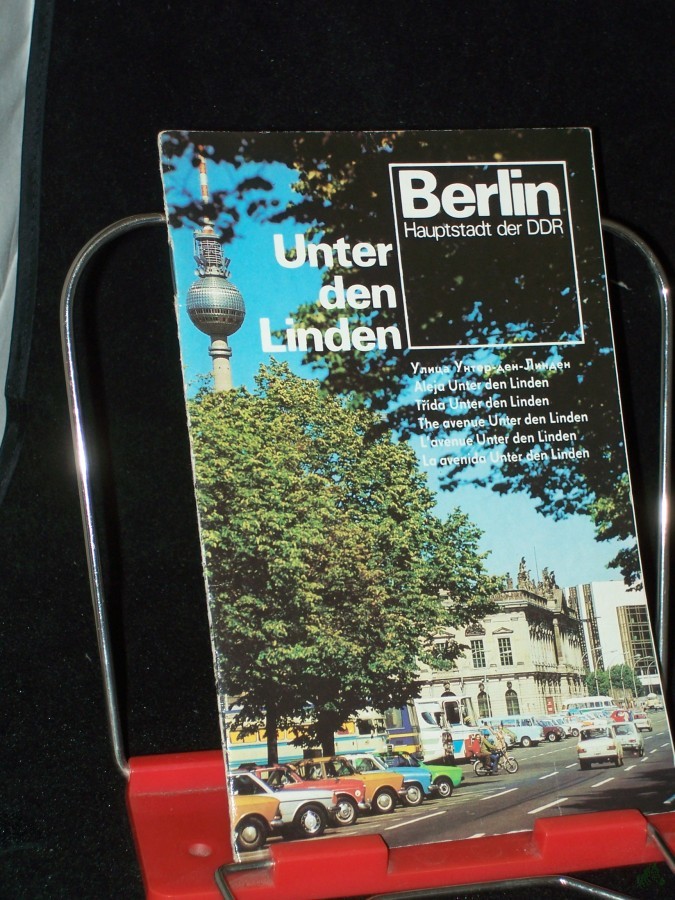 Berlin
Hauptstadt der DDR
Unter
den
Linden
Улица Унтер-ден-Линден
Aleja Unter den Linden
Třída Unter den Linden
The avenue Unter den Linden
L'avenue Unter den Linden
La avenida Unter den Linden